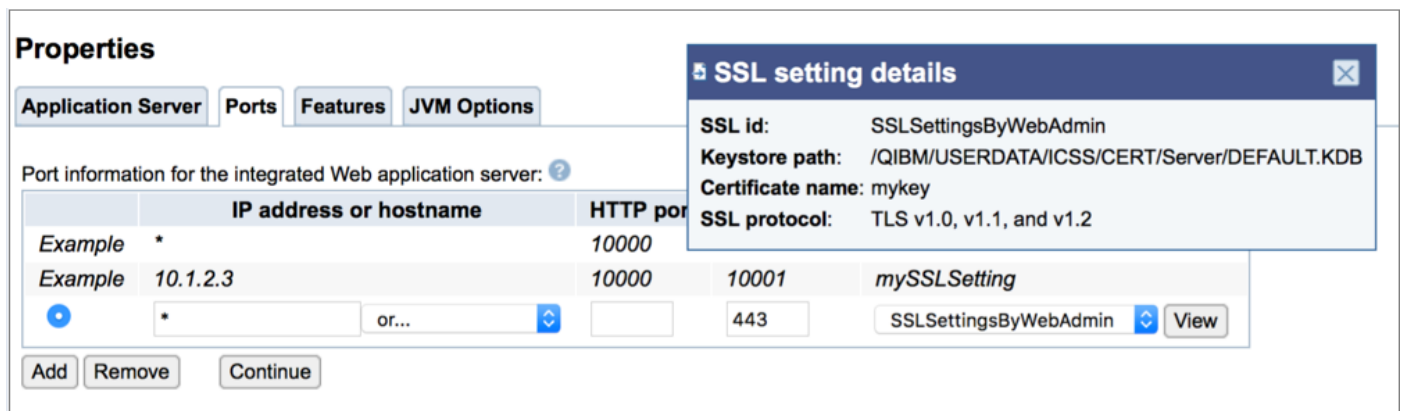 Properties
Application Server Ports Features JVM Options
Port information for the integrated Web application server: ?
SSL setting details
SSL id: SSLSettingsByWebAdmin
Keystore path: /QIBM/USERDATA/ICSS/CERT/Server/DEFAULT.KDB
Certificate name: mykey
SSL protocol: TLS v1.0, v1.1, and v1.2
IP address or hostname HTTP por
Example * 10000
Example 10.1.2.3 10000 10001 mySSLSetting
* or... 443 SSLSettingsByWebAdmin View
Add Remove Continue